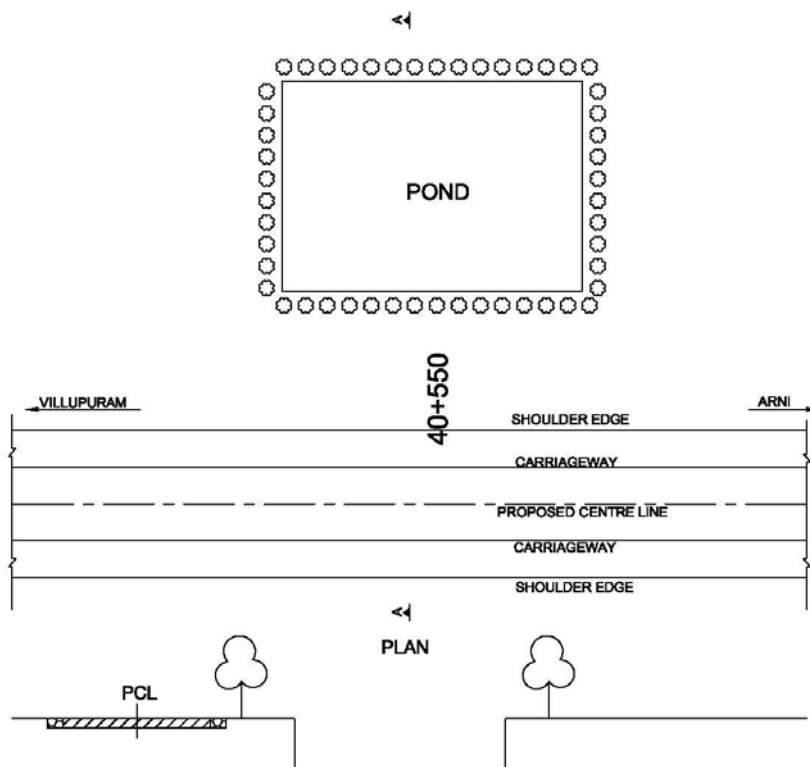 A
POND
40+550
VILLUPURAM
ARNI
SHOULDER EDGE
CARRIAGEWAY
PROPOSED CENTRE LINE
CARRIAGEWAY
SHOULDER EDGE
A
PLAN
PCL